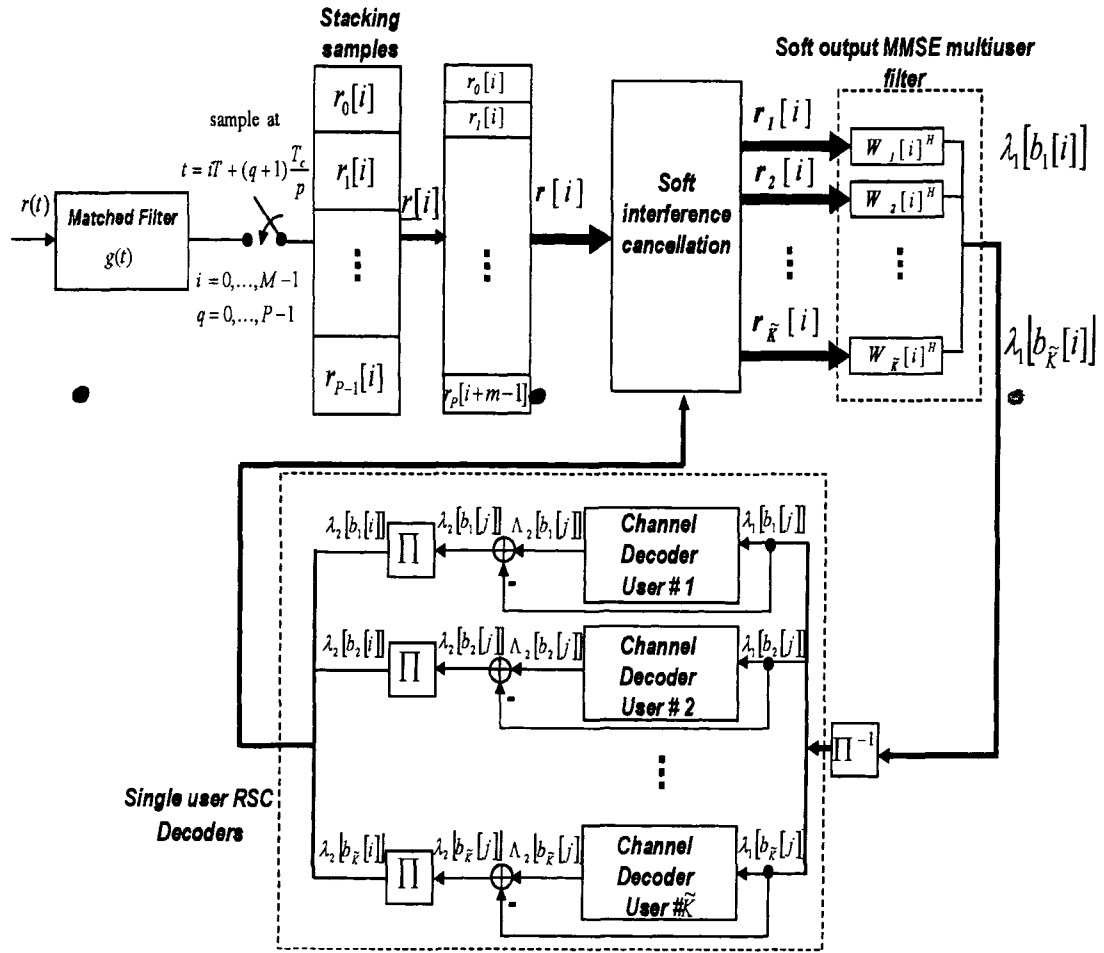 Stacking
samples
Soft output MMSE multiuser
filter
r_0[i]
r_1[i]
⋮
r_{P-1}[i]
r_0[i]
r_1[i]
⋮
r_P[i+m-1]
sample at
t = iT + (q+1) T_c/p
r(t)
Matched Filter
g(t)
i = 0,...,M-1
q = 0,...,P-1
r[i]
r[i]
Soft
interference
cancellation
r_1[i]
r_2[i]
⋮
r_K̃[i]
W_1[i]^H
W_2[i]^H
⋮
W_K̃[i]^H
λ_1[b_1[i]]
λ_1[b_K̃[i]]
λ_2[b_1[i]]
∏
λ_2[b_1[j]]
Λ_2[b_1[j]]
-
Channel
Decoder
User # 1
λ_1[b_1[j]]
λ_2[b_2[i]]
∏
λ_2[b_2[j]]
Λ_2[b_2[j]]
-
Channel
Decoder
User # 2
λ_1[b_2[j]]
⋮
∏^{-1}
Single user RSC
Decoders
λ_2[b_K̃[i]]
∏
λ_2[b_K̃[j]]
Λ_2[b_K̃[j]]
-
Channel
Decoder
User #K̃
λ_1[b_K̃[j]]